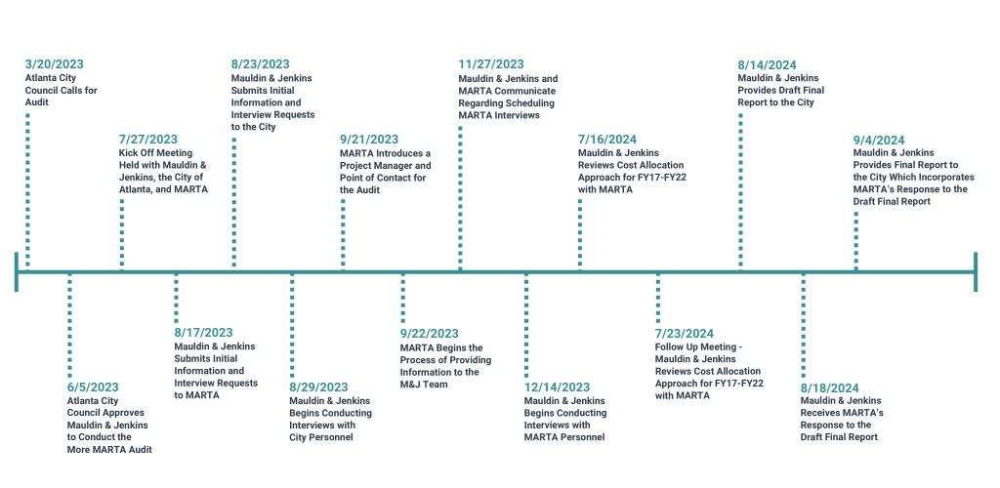 3/20/2023
Atlanta City
Council Calls for
Audit
6/5/2023
Atlanta City
Council Approves
Mauldin & Jenkins
to Conduct the
More MARTA Audit
7/27/2023
Kick Off Meeting
Held with Mauldin &
Jenkins, the City of
Atlanta, and MARTA
8/17/2023
Mauldin & Jenkins
Submits Initial
Information and
Interview Requests
to MARTA
8/23/2023
Mauldin & Jenkins
Submits Initial
Information and
Interview Requests
to the City
8/29/2023
Mauldin & Jenkins
Begins Conducting
Interviews with
City Personnel
9/21/2023
MARTA Introduces a
Project Manager and
Point of Contact for
the Audit
9/22/2023
MARTA Begins the
Process of Providing
Information to the
M&J Team
11/27/2023
Mauldin & Jenkins and
MARTA Communicate
Regarding Scheduling
MARTA Interviews
12/14/2023
Mauldin & Jenkins
Begins Conducting
Interviews with
MARTA Personnel
7/16/2024
Mauldin & Jenkins
Reviews Cost Allocation
Approach for FY17-FY22
with MARTA
7/23/2024
Follow Up Meeting -
Mauldin & Jenkins
Reviews Cost Allocation
Approach for FY17-FY22
with MARTA
8/14/2024
Mauldin & Jenkins
Provides Draft Final
Report to the City
8/18/2024
Mauldin & Jenkins
Receives MARTA's
Response to the
Draft Final Report
9/4/2024
Mauldin & Jenkins
Provides Final Report to
the City Which Incorporates
MARTA's Response to the
Draft Final Report